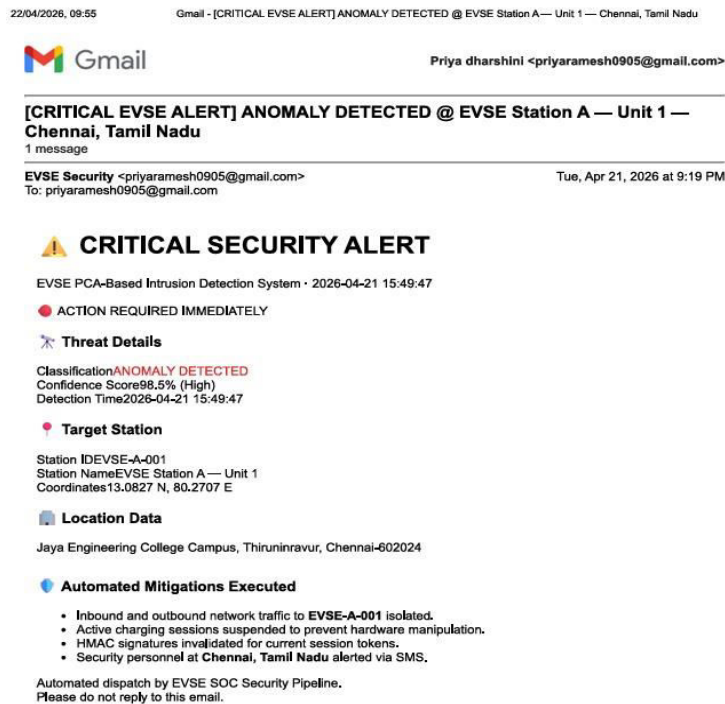 22/04/2026, 09:55 Gmail - [CRITICAL EVSE ALERT] ANOMALY DETECTED @ EVSE Station A — Unit 1 — Chennai, Tamil Nadu
Gmail Priya dharshini <priyaramesh0905@gmail.com>
[CRITICAL EVSE ALERT] ANOMALY DETECTED @ EVSE Station A — Unit 1 —
Chennai, Tamil Nadu
1 message
EVSE Security <priyaramesh0905@gmail.com> Tue, Apr 21, 2026 at 9:19 PM
To: priyaramesh0905@gmail.com
⚠️ CRITICAL SECURITY ALERT
EVSE PCA-Based Intrusion Detection System · 2026-04-21 15:49:47
🔴 ACTION REQUIRED IMMEDIATELY
🔭 Threat Details
ClassificationANOMALY DETECTED
Confidence Score98.5% (High)
Detection Time2026-04-21 15:49:47
📍 Target Station
Station IDEVSE-A-001
Station NameEVSE Station A — Unit 1
Coordinates13.0827 N, 80.2707 E
🏢 Location Data
Jaya Engineering College Campus, Thiruninravur, Chennai-602024
🛡️ Automated Mitigations Executed
• Inbound and outbound network traffic to EVSE-A-001 isolated.
• Active charging sessions suspended to prevent hardware manipulation.
• HMAC signatures invalidated for current session tokens.
• Security personnel at Chennai, Tamil Nadu alerted via SMS.
Automated dispatch by EVSE SOC Security Pipeline.
Please do not reply to this email.